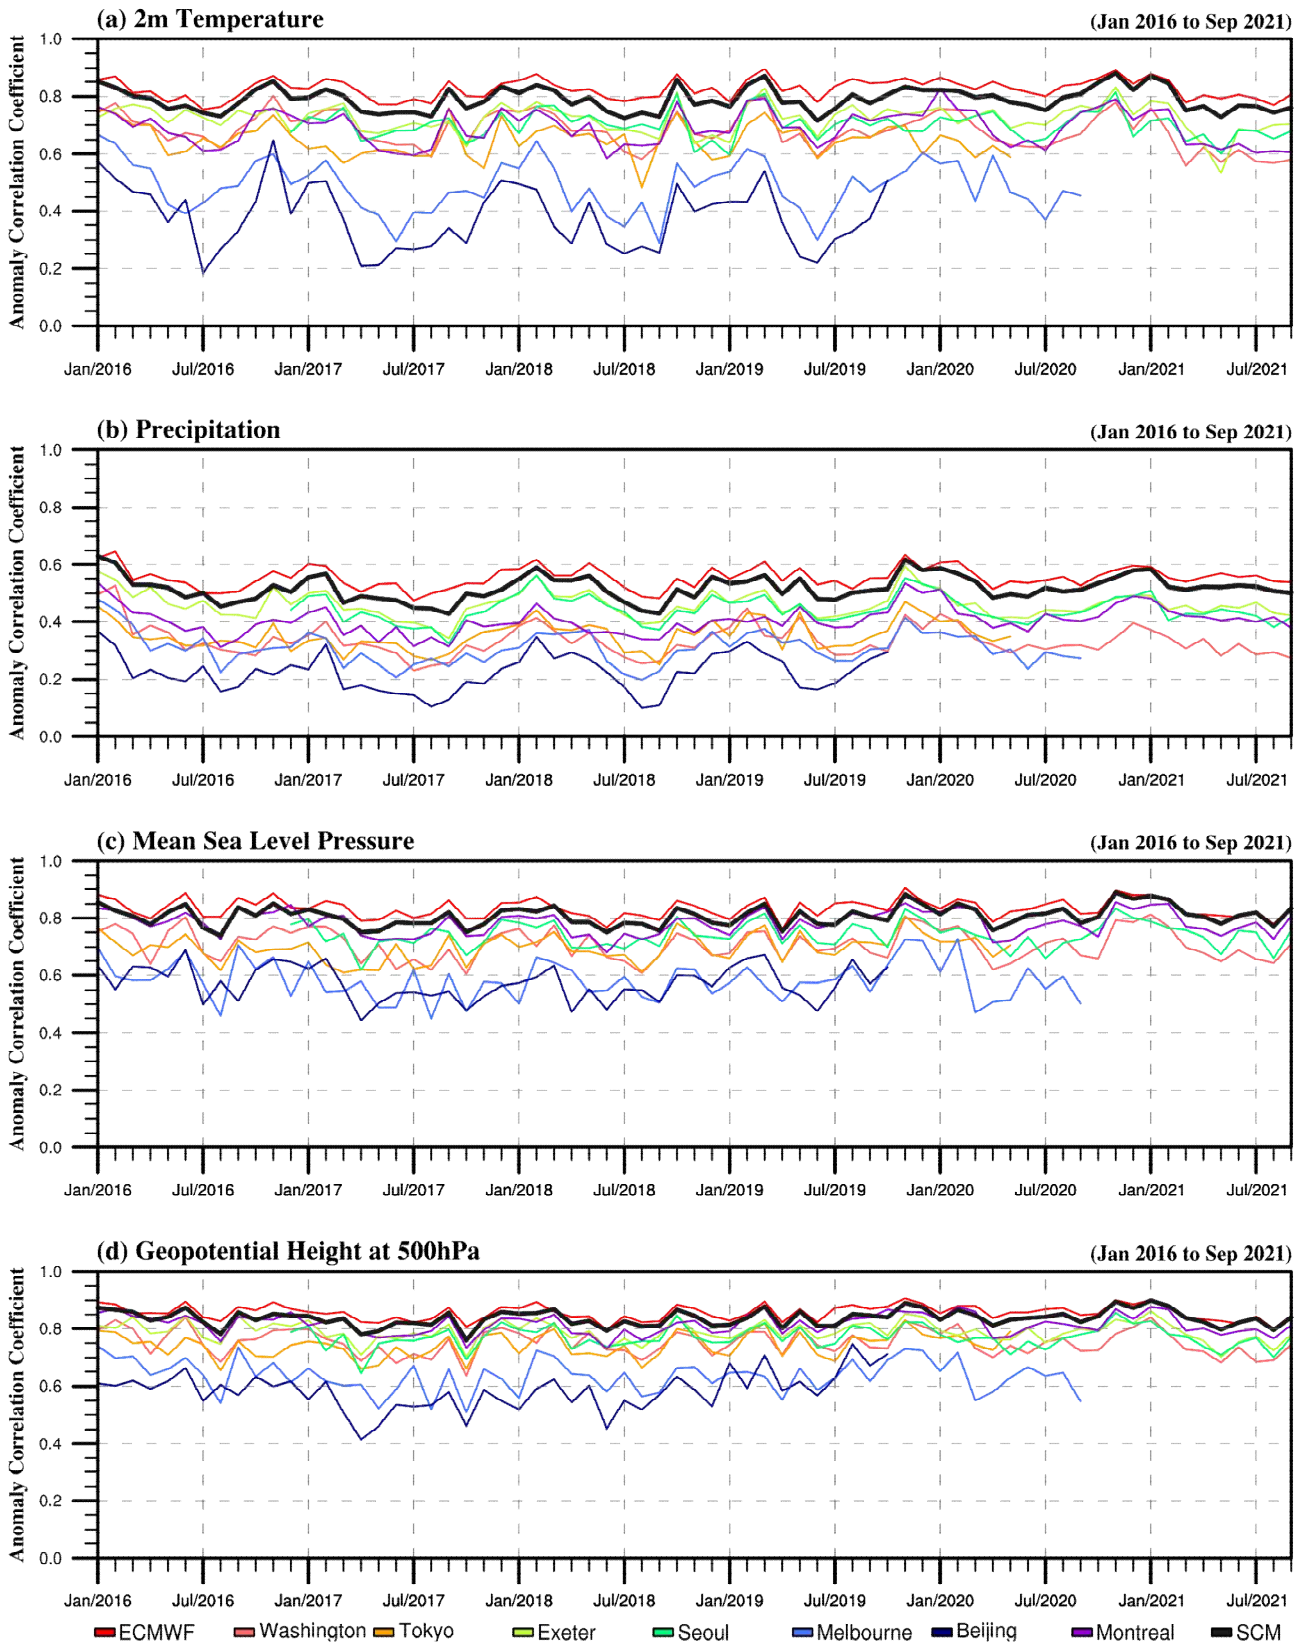 (a) 2m Temperature (Jan 2016 to Sep 2021)
Anomaly Correlation Coefficient
1.0
0.8
0.6
0.4
0.2
0.0
Jan/2016 Jul/2016 Jan/2017 Jul/2017 Jan/2018 Jul/2018 Jan/2019 Jul/2019 Jan/2020 Jul/2020 Jan/2021 Jul/2021
(b) Precipitation (Jan 2016 to Sep 2021)
Anomaly Correlation Coefficient
1.0
0.8
0.6
0.4
0.2
0.0
Jan/2016 Jul/2016 Jan/2017 Jul/2017 Jan/2018 Jul/2018 Jan/2019 Jul/2019 Jan/2020 Jul/2020 Jan/2021 Jul/2021
(c) Mean Sea Level Pressure (Jan 2016 to Sep 2021)
Anomaly Correlation Coefficient
1.0
0.8
0.6
0.4
0.2
0.0
Jan/2016 Jul/2016 Jan/2017 Jul/2017 Jan/2018 Jul/2018 Jan/2019 Jul/2019 Jan/2020 Jul/2020 Jan/2021 Jul/2021
(d) Geopotential Height at 500hPa (Jan 2016 to Sep 2021)
Anomaly Correlation Coefficient
1.0
0.8
0.6
0.4
0.2
0.0
Jan/2016 Jul/2016 Jan/2017 Jul/2017 Jan/2018 Jul/2018 Jan/2019 Jul/2019 Jan/2020 Jul/2020 Jan/2021 Jul/2021
ECMWF Washington Tokyo Exeter Seoul Melbourne Beijing Montreal SCM